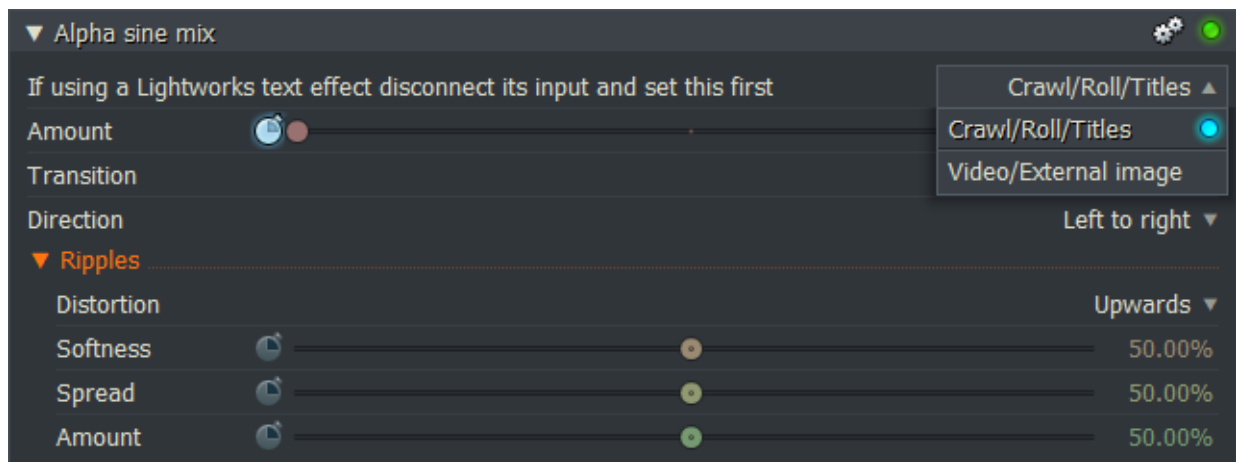 Alpha sine mix
If using a Lightworks text effect disconnect its input and set this first Crawl/Roll/Titles
Amount Crawl/Roll/Titles
Transition Video/External image
Direction Left to right
Ripples
Distortion Upwards
Softness 50.00%
Spread 50.00%
Amount 50.00%